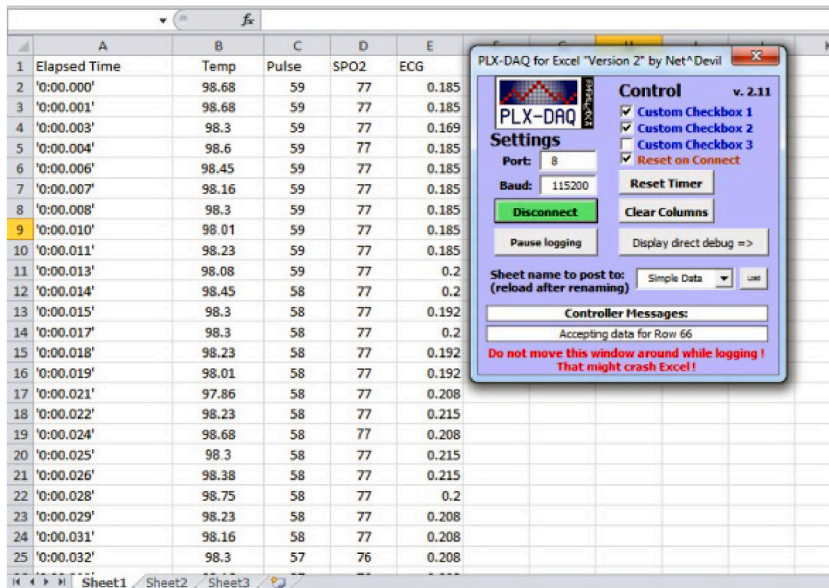 fx
A B C D E
1 Elapsed Time Temp Pulse SPO2 ECG
2 '0:00.000' 98.68 59 77 0.185
3 '0:00.001' 98.68 59 77 0.185
4 '0:00.003' 98.3 59 77 0.169
5 '0:00.004' 98.6 59 77 0.185
6 '0:00.006' 98.45 59 77 0.185
7 '0:00.007' 98.16 59 77 0.185
8 '0:00.008' 98.3 59 77 0.185
9 '0:00.010' 98.01 59 77 0.185
10 '0:00.011' 98.23 59 77 0.185
11 '0:00.013' 98.08 59 77 0.2
12 '0:00.014' 98.45 58 77 0.2
13 '0:00.015' 98.3 58 77 0.192
14 '0:00.017' 98.3 58 77 0.2
15 '0:00.018' 98.23 58 77 0.192
16 '0:00.019' 98.01 58 77 0.192
17 '0:00.021' 97.86 58 77 0.208
18 '0:00.022' 98.23 58 77 0.215
19 '0:00.024' 98.68 58 77 0.208
20 '0:00.025' 98.3 58 77 0.215
21 '0:00.026' 98.38 58 77 0.215
22 '0:00.028' 98.75 58 77 0.2
23 '0:00.029' 98.23 58 77 0.208
24 '0:00.031' 98.16 58 77 0.208
25 '0:00.032' 98.3 57 76 0.208
Sheet1 Sheet2 Sheet3
PLX-DAQ for Excel "Version 2" by Net^Devil
PLX-DAQ
Control v. 2.11
Custom Checkbox 1
Custom Checkbox 2
Custom Checkbox 3
Reset on Connect
Settings
Port: 8
Baud: 115200
Reset Timer
Disconnect
Clear Columns
Pause logging
Display direct debug =>
Sheet name to post to:
(reload after renaming)
Simple Data
Load
Controller Messages:
Accepting data for Row 66
Do not move this window around while logging !
That might crash Excel !